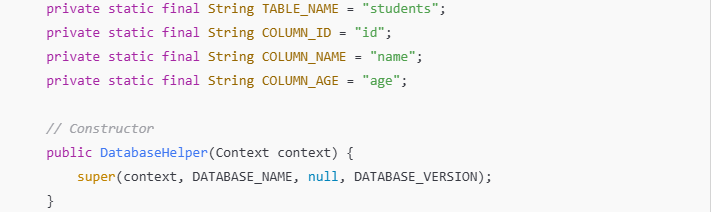 private static final String TABLE_NAME = "students";
private static final String COLUMN_ID = "id";
private static final String COLUMN_NAME = "name";
private static final String COLUMN_AGE = "age";
// Constructor
public DatabaseHelper(Context context) {
super(context, DATABASE_NAME, null, DATABASE_VERSION);
}